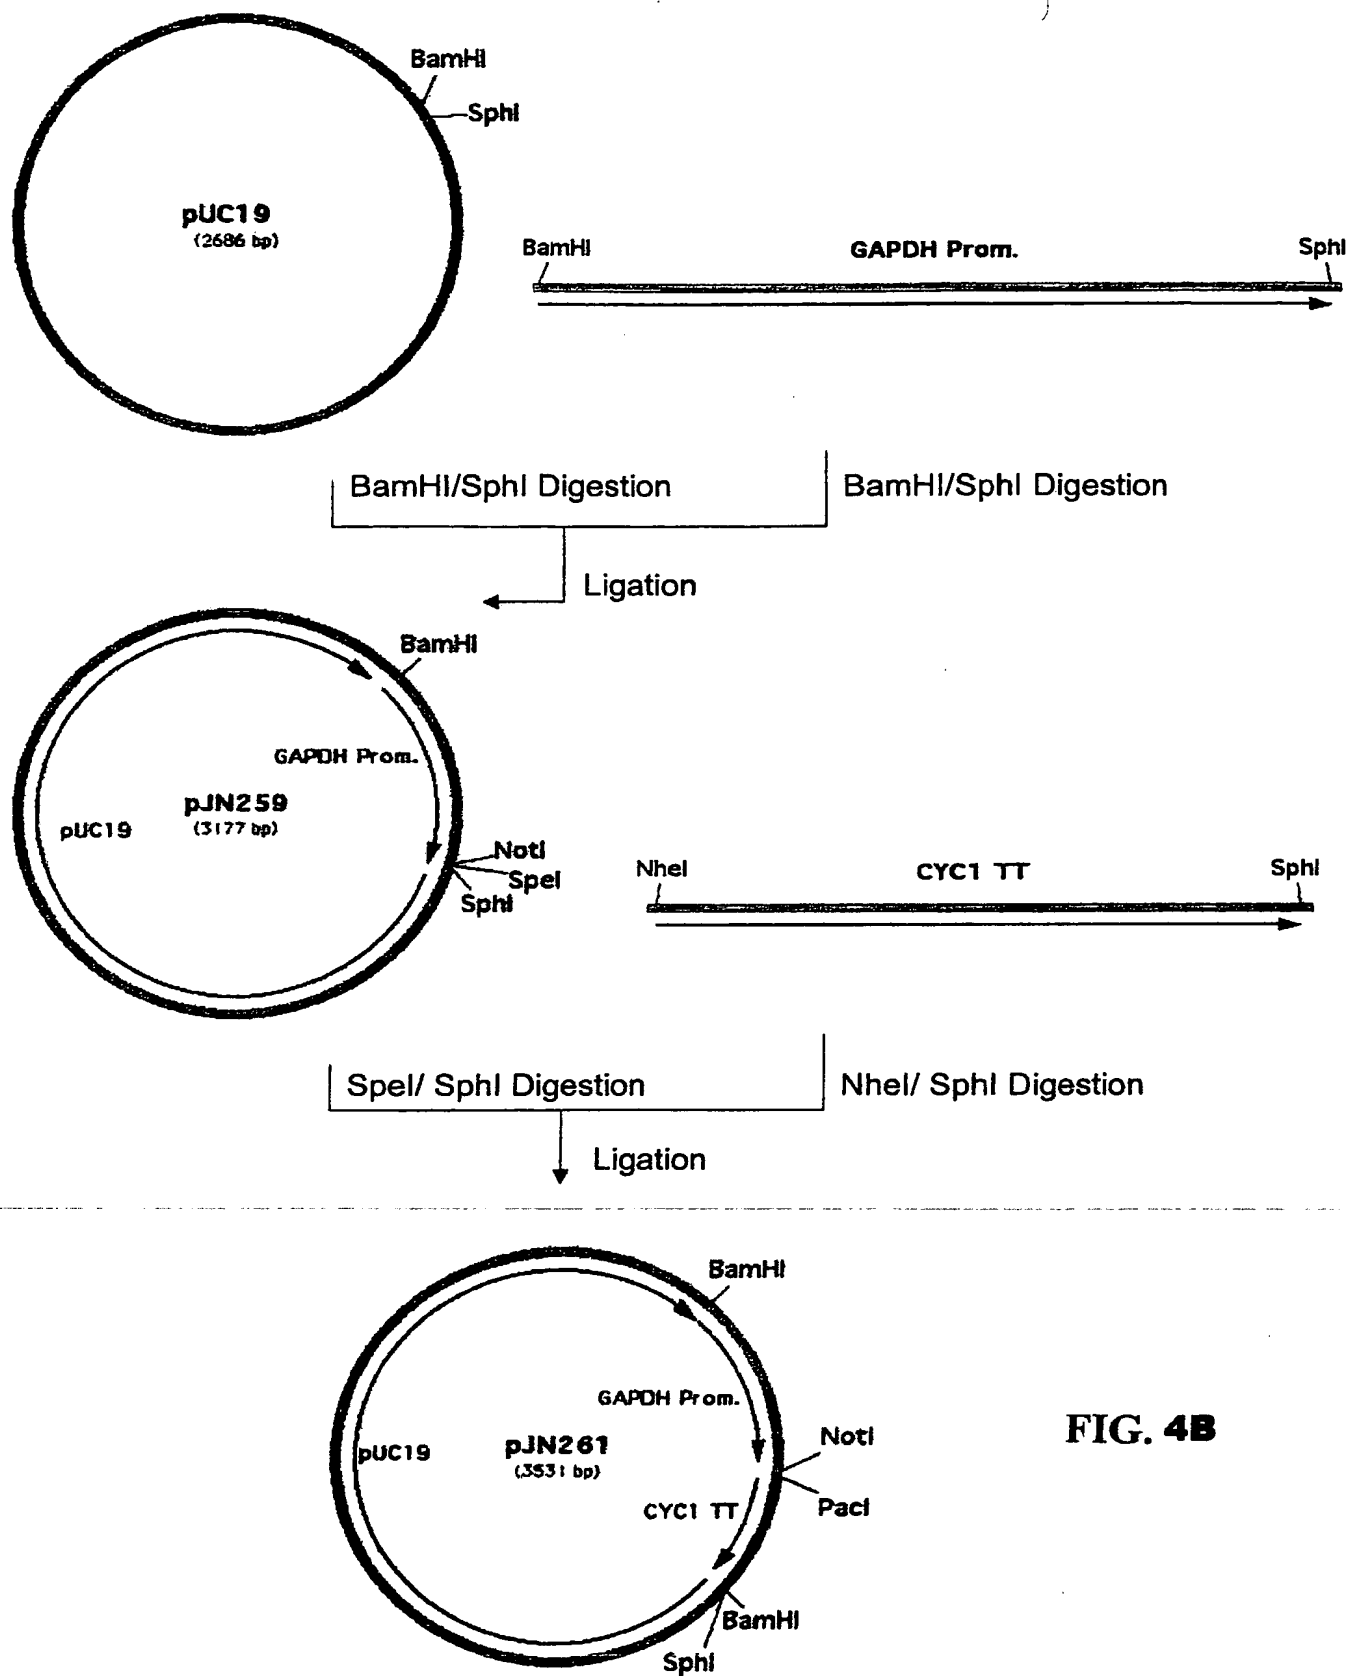 BamHI
SphI
pUC19
(2686 bp)
BamHI
GAPDH Prom.
SphI
BamHI/SphI Digestion
BamHI/SphI Digestion
Ligation
BamHI
GAPDH Prom.
pJN259
(3177 bp)
pUC19
NotI
SpeI
SphI
NheI
CYC1 TT
SphI
SpeI/ SphI Digestion
NheI/ SphI Digestion
Ligation
BamHI
GAPDH Prom.
pUC19
pJN261
(3531 bp)
NotI
PacI
CYC1 TT
BamHI
SphI
FIG. 4B